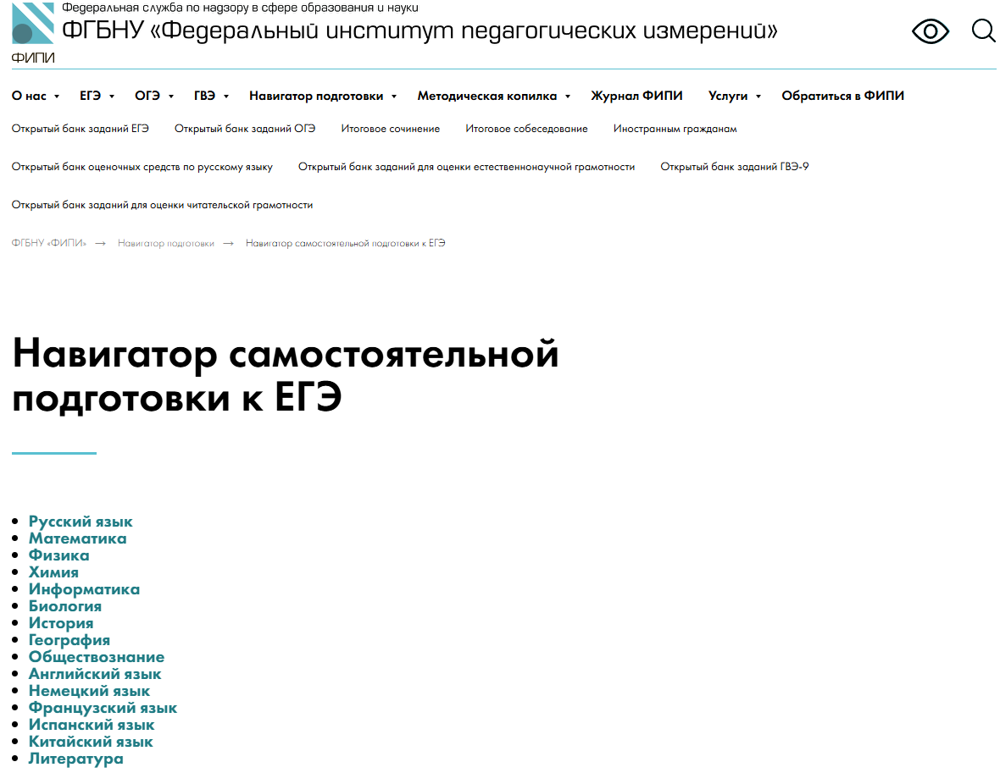 Федеральная служба по надзору в сфере образования и науки
ФГБНУ «Федеральный институт педагогических измерений»
ФИПИ
О нас ЕГЭ ОГЭ ГВЭ Навигатор подготовки Методическая копилка Журнал ФИПИ Услуги Обратиться в ФИПИ
Открытый банк заданий ЕГЭ Открытый банк заданий ОГЭ Итоговое сочинение Итоговое собеседование Иностранным гражданам
Открытый банк оценочных средств по русскому языку Открытый банк заданий для оценки естественнонаучной грамотности Открытый банк заданий ГВЭ-9
Открытый банк заданий для оценки читательской грамотности
ФГБНУ «ФИПИ» → Навигатор подготовки → Навигатор самостоятельной подготовки к ЕГЭ
Навигатор самостоятельной
подготовки к ЕГЭ
• Русский язык
• Математика
• Физика
• Химия
• Информатика
• Биология
• История
• География
• Обществознание
• Английский язык
• Немецкий язык
• Французский язык
• Испанский язык
• Китайский язык
• Литература